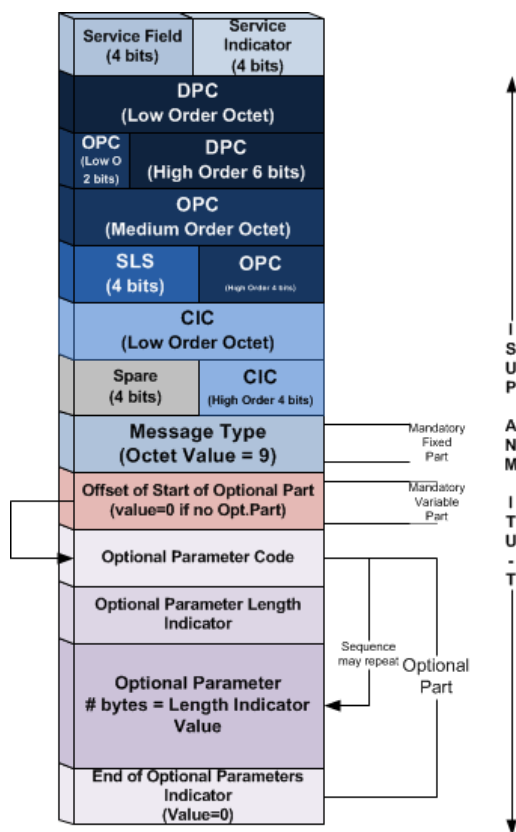 Service Field
(4 bits)
Service
Indicator
(4 bits)
DPC
(Low Order Octet)
OPC
(Low O
2 bits)
DPC
(High Order 6 bits)
OPC
(Medium Order Octet)
SLS
(4 bits)
OPC
(High Order 4 bits)
CIC
(Low Order Octet)
Spare
(4 bits)
CIC
(High Order 4 bits)
Message Type
(Octet Value = 9)
Mandatory
Fixed
Part
Offset of Start of Optional Part
(value=0 if no Opt.Part)
Mandatory
Variable
Part
Optional Parameter Code
Optional Parameter Length
Indicator
Sequence
may repeat
Optional
Part
Optional Parameter
# bytes = Length Indicator
Value
End of Optional Parameters
Indicator
(Value=0)
ISUP ANM ITU-T